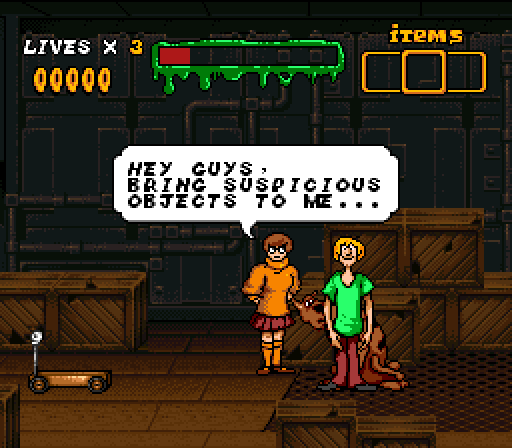 LIVES X 3
items
00000
HEY GUYS,
BRING SUSPICIOUS
OBJECTS TO ME...